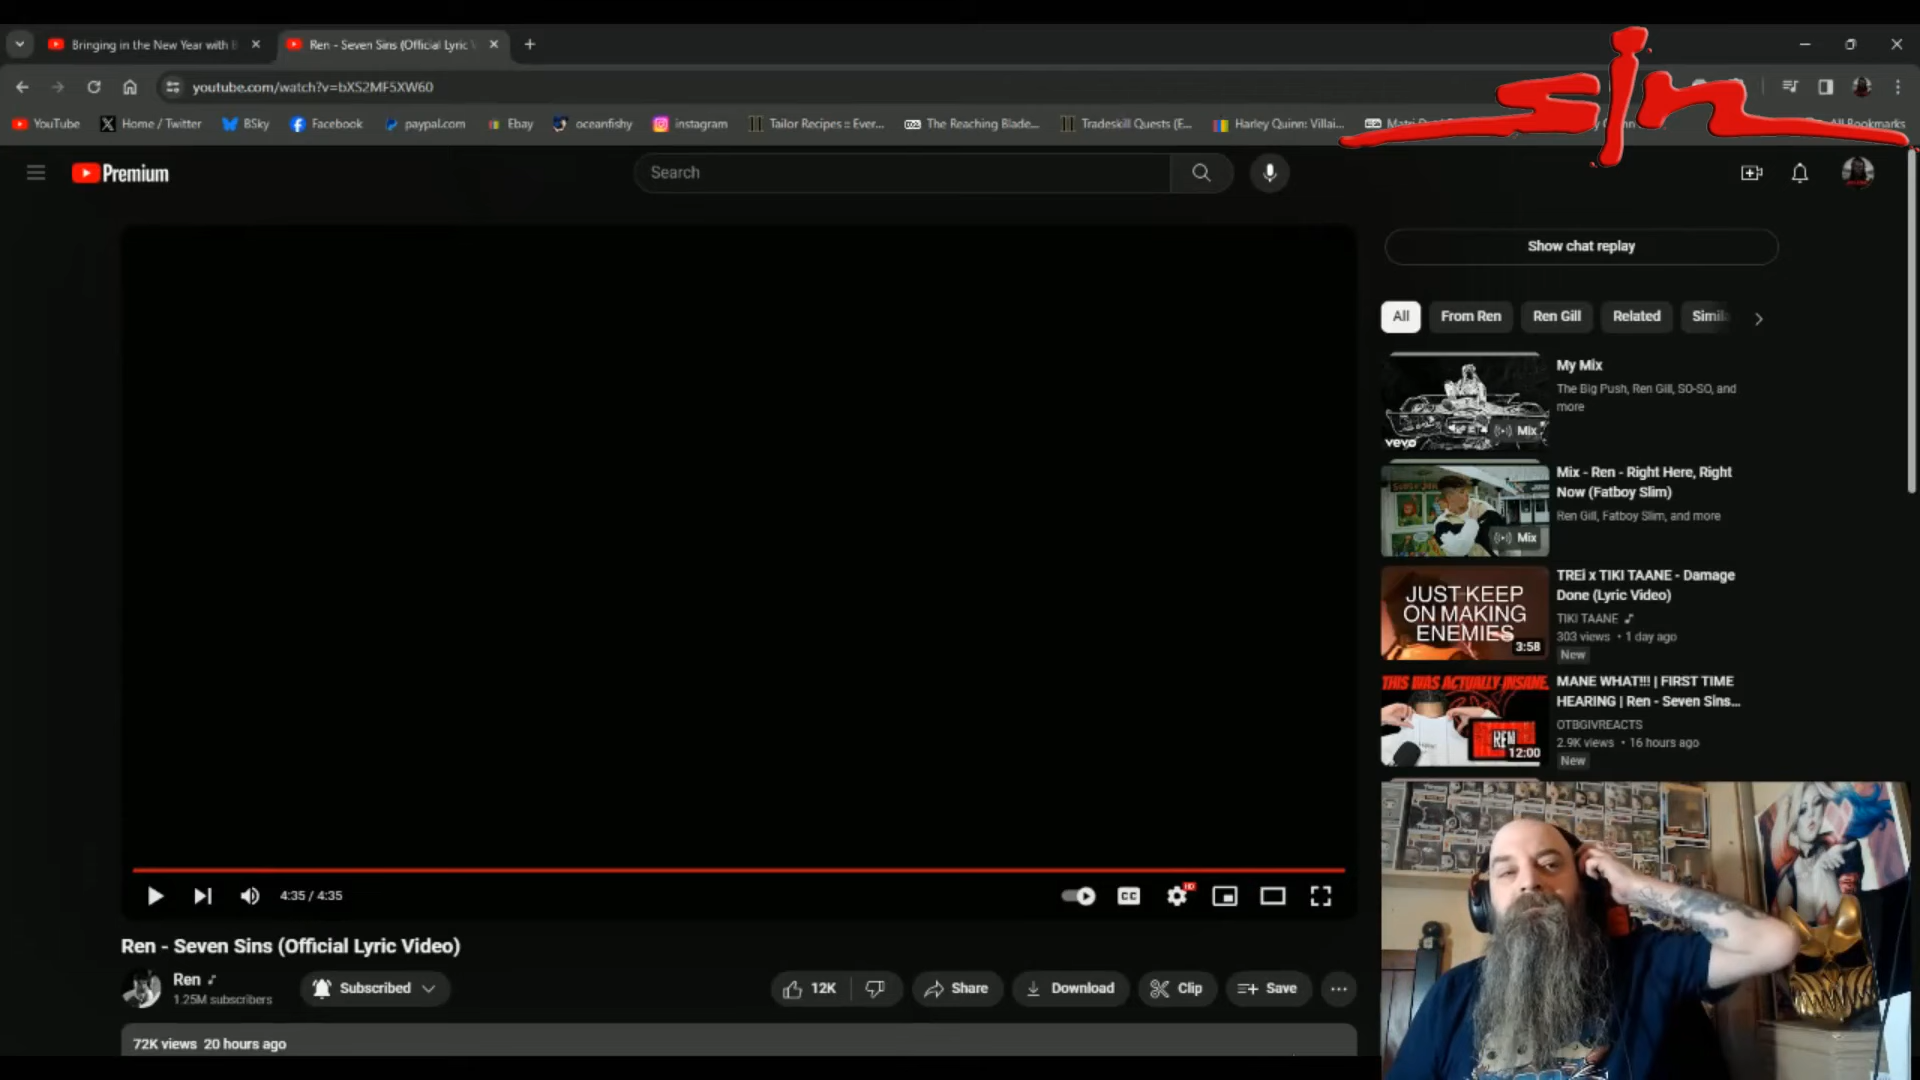 Bringing in the New Year with
Ren - Seven Sins (Official Lyric
youtube.com/watch?v=bXS2MF5XW60
YouTube
Home / Twitter
BSky
Facebook
paypal.com
Ebay
oceanfishy
instagram
Tailor Recipes :: Ever...
The Reaching Blade...
Tradeskill Quests (E...
Harley Quinn: Villai...
All Bookmarks
sin
Premium
Search
Show chat replay
All
From Ren
Ren Gill
Related
Simila
My Mix
The Big Push, Ren Gill, SO-SO, and
more
vevo
Mix
Mix - Ren - Right Here, Right
Now (Fatboy Slim)
Ren Gill, Fatboy Slim, and more
Mix
JUST KEEP
ON MAKING
ENEMIES
3:58
TREi x TIKI TAANE - Damage
Done (Lyric Video)
TIKI TAANE
303 views • 1 day ago
New
THIS WAS ACTUALLY INSANE.
REN
12:00
MANE WHAT!!! | FIRST TIME
HEARING | Ren - Seven Sins...
OTBGIVREACTS
2.9K views • 16 hours ago
New
4:35 / 4:35
CC
HD
Ren - Seven Sins (Official Lyric Video)
Ren
1.25M subscribers
Subscribed
12K
Share
Download
Clip
Save
72K views 20 hours ago